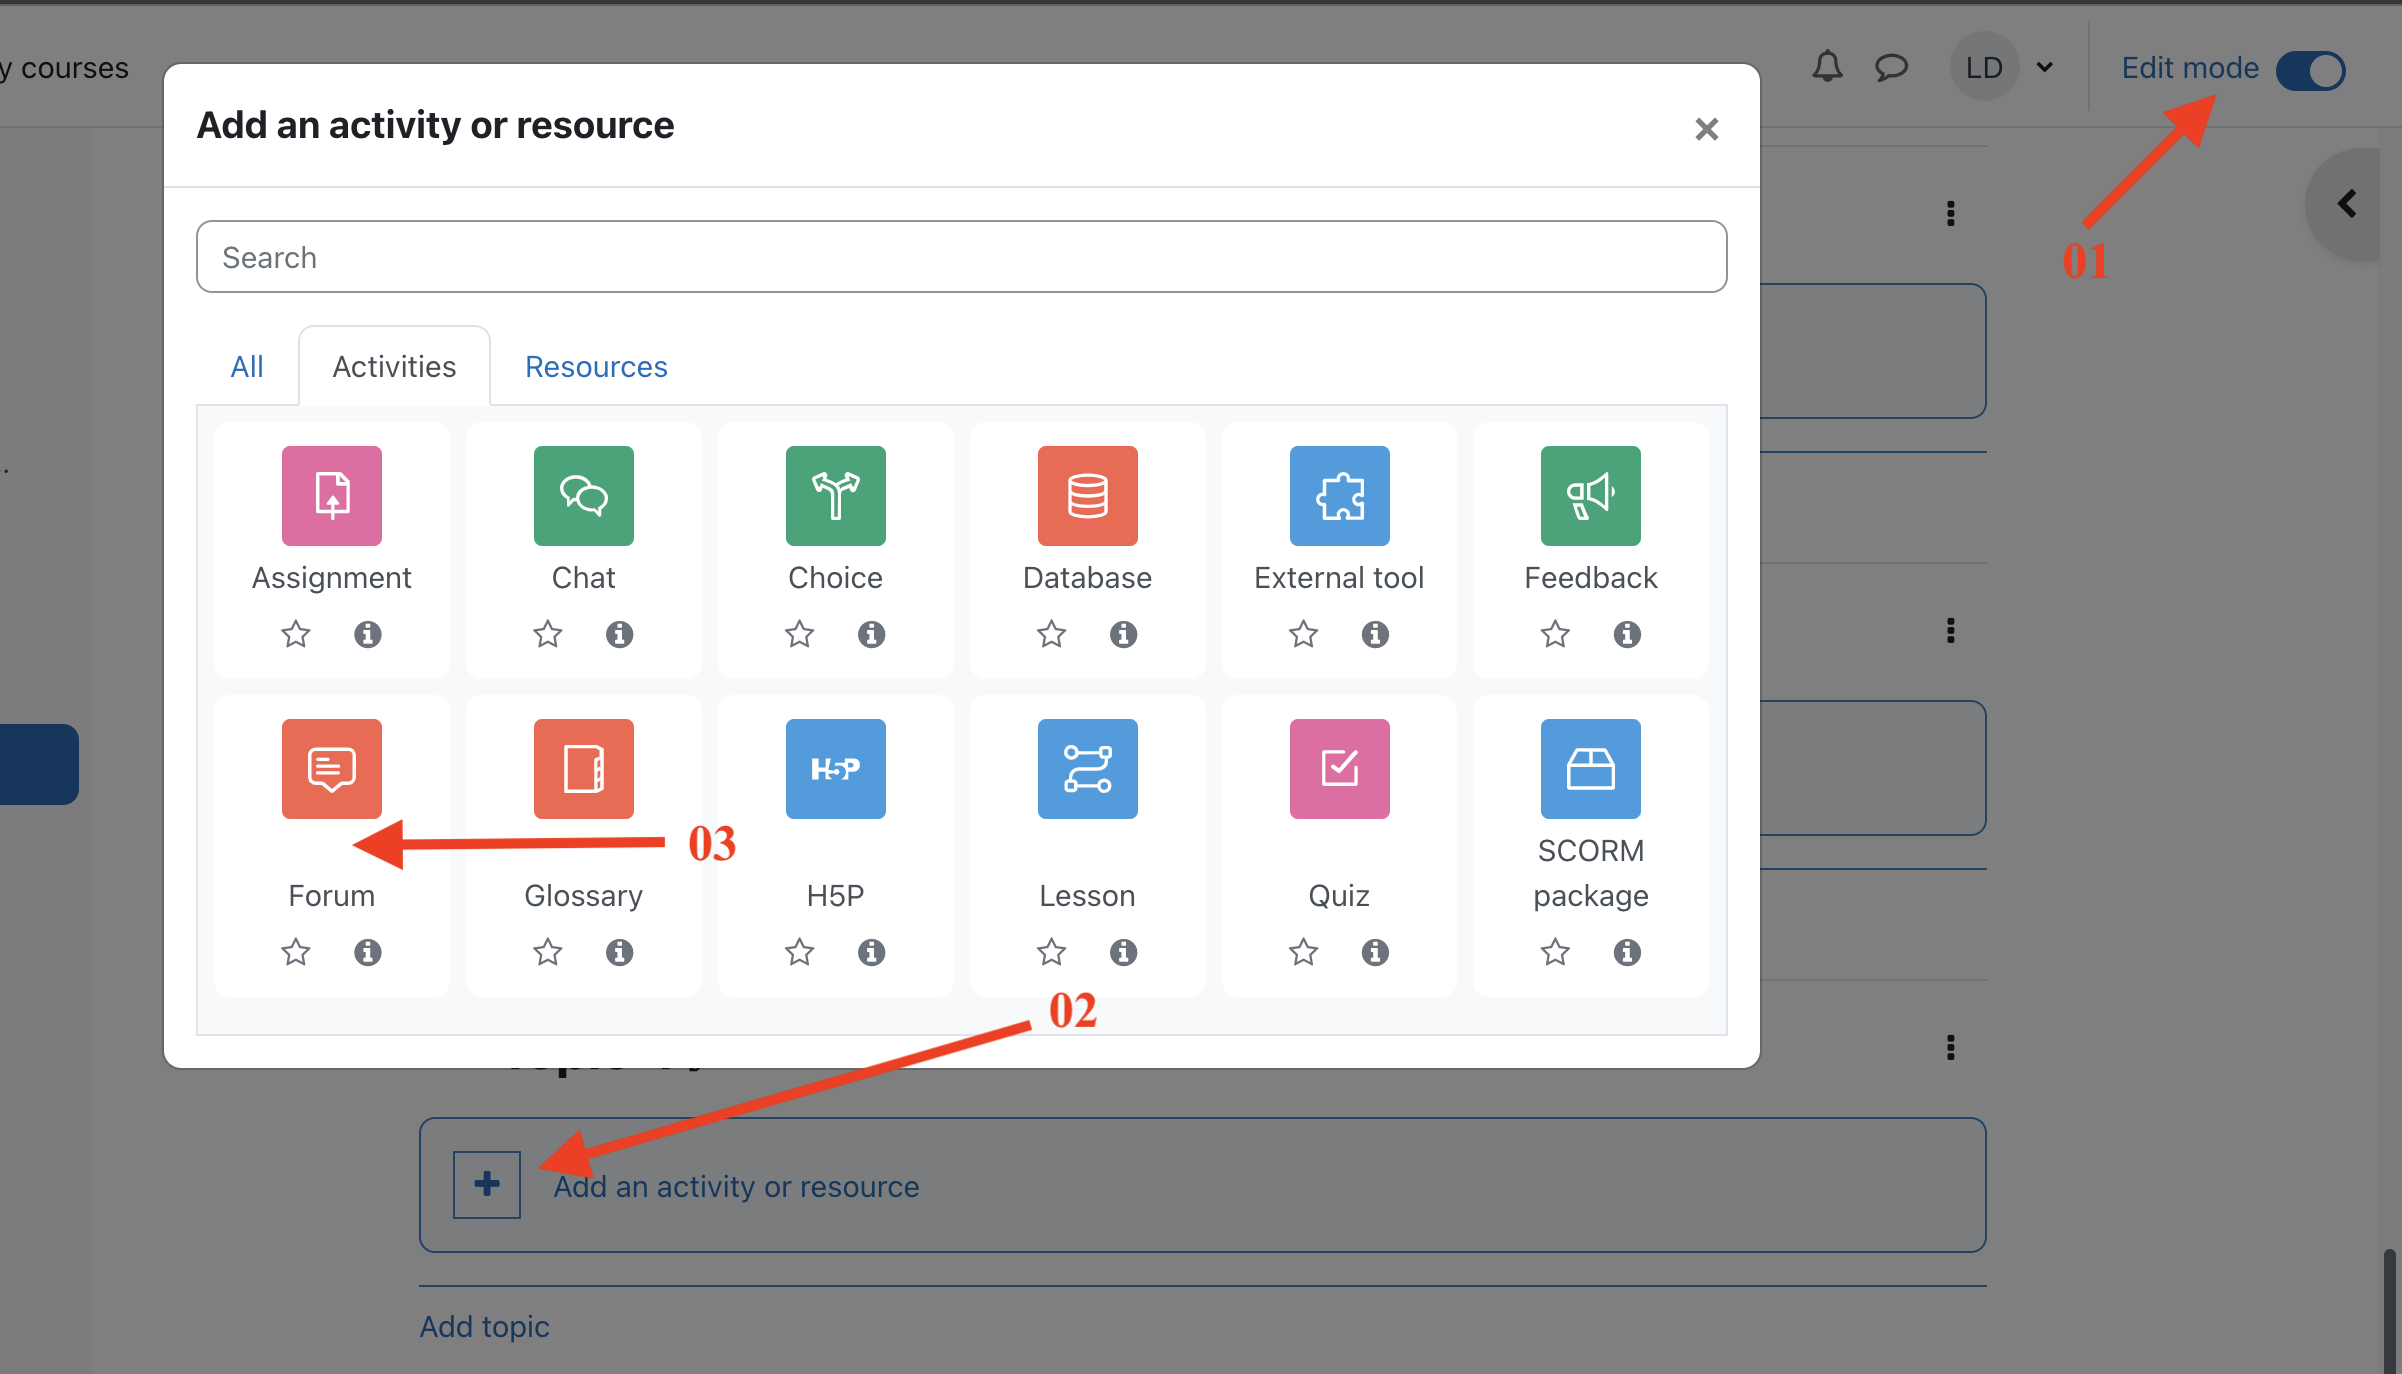 y courses
LD
Edit mode
Add an activity or resource
01
Search
All
Activities
Resources
Assignment
Chat
Choice
Database
External tool
Feedback
H5P
03
SCORM
package
Forum
Glossary
H5P
Lesson
Quiz
02
Add an activity or resource
Add topic